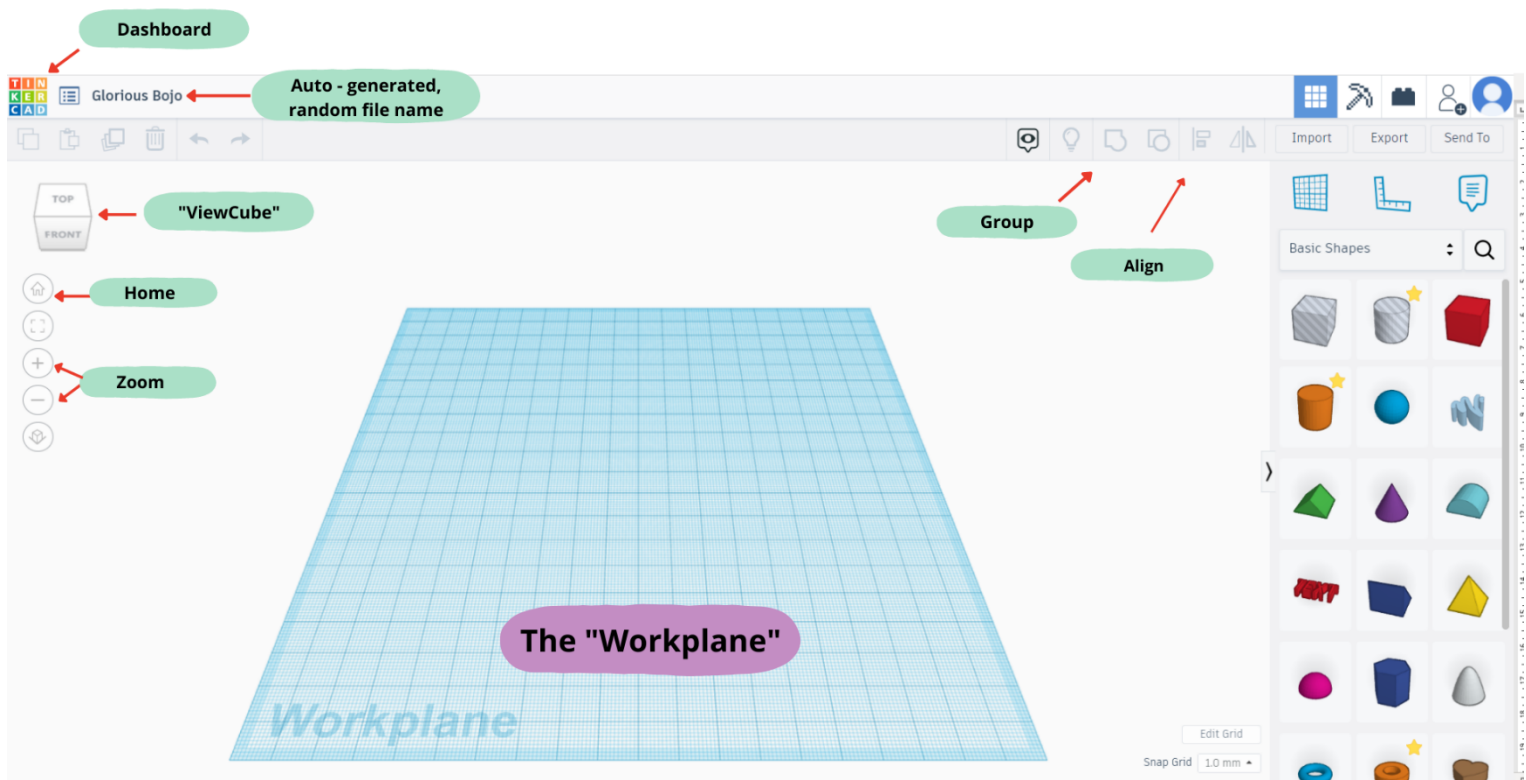 Dashboard
TIN
KER
CAD
Glorious Bojo
Auto - generated,
random file name
Import
Export
Send To
TOP
FRONT
"ViewCube"
Group
Align
Basic Shapes
Home
Zoom
TEXT
The "Workplane"
Workplane
Edit Grid
Snap Grid
1.0 mm